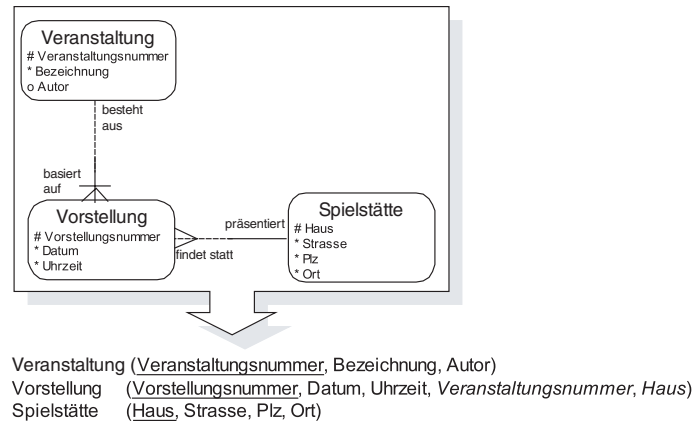 Veranstaltung
# Veranstaltungsnummer
* Bezeichnung
o Autor
besteht
aus
basiert
auf
Vorstellung
# Vorstellungsnummer
* Datum
* Uhrzeit
präsentiert
findet statt
Spielstätte
# Haus
* Strasse
* Plz
* Ort
Veranstaltung (Veranstaltungsnummer, Bezeichnung, Autor)
Vorstellung (Vorstellungsnummer, Datum, Uhrzeit, Veranstaltungsnummer, Haus)
Spielstätte (Haus, Strasse, Plz, Ort)